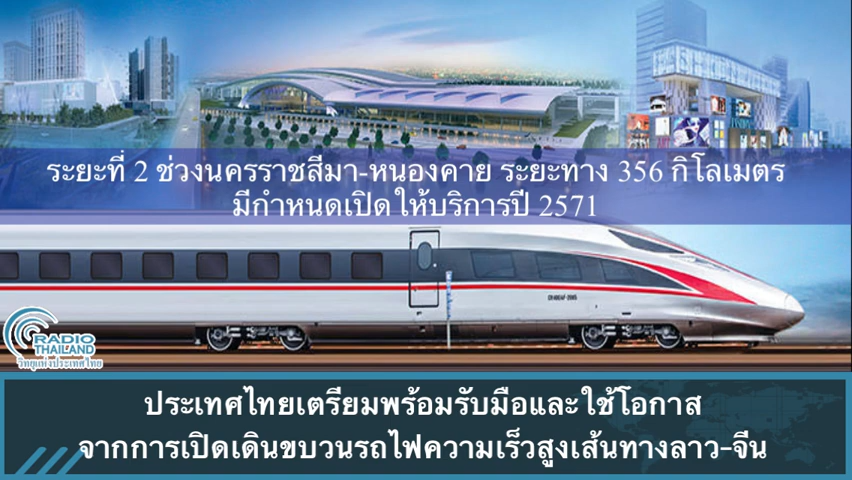 ระยะที่ 2 ช่วงนครราชสีมา-หนองคาย ระยะทาง 356 กิโลเมตร
มีกำหนดเปิดให้บริการปี 2571
RADIO
THAILAND
วิทยุแห่งประเทศไทย
ประเทศไทยเตรียมพร้อมรับมือและใช้โอกาส
จากการเปิดเดินขบวนรถไฟความเร็วสูงเส้นทางลาว-จีน